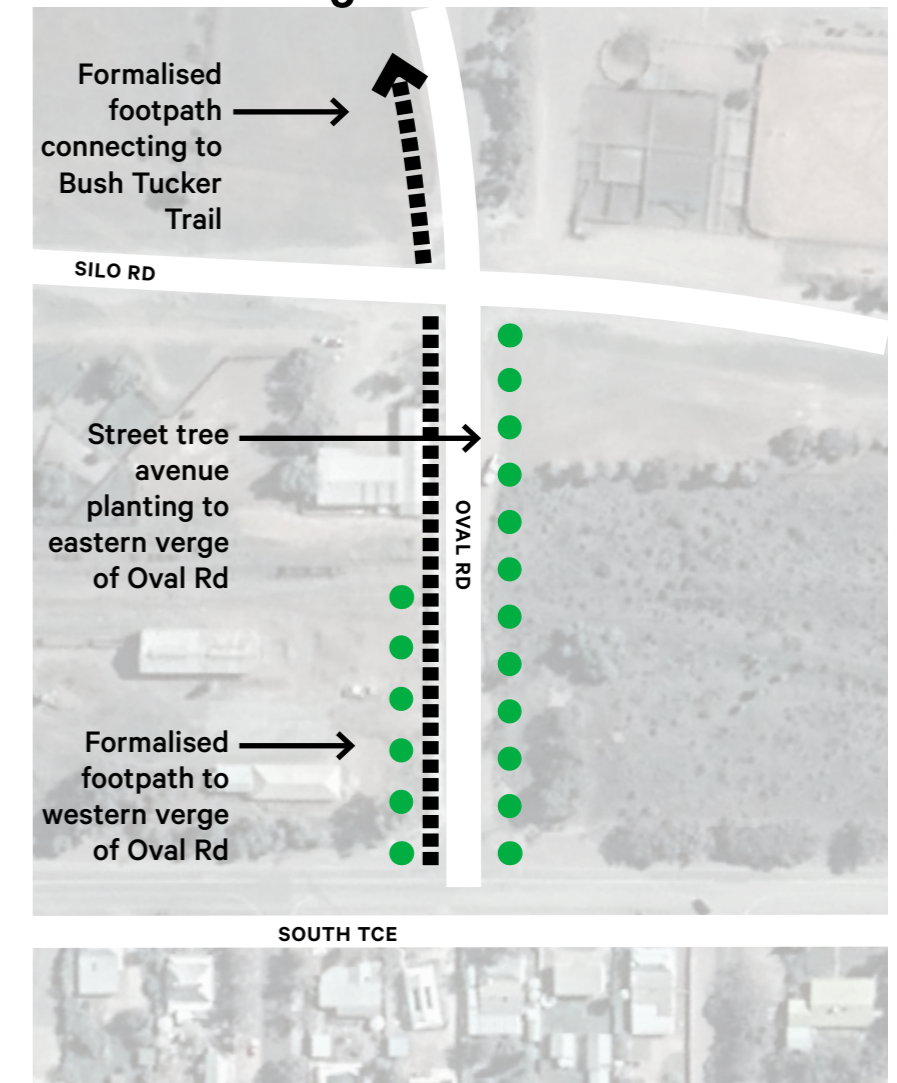 Formalised
footpath
connecting to
Bush Tucker
Trail
SILO RD
Street tree
avenue
planting to
eastern verge
of Oval Rd
OVAL RD
Formalised
footpath to
western verge
of Oval Rd
SOUTH TCE